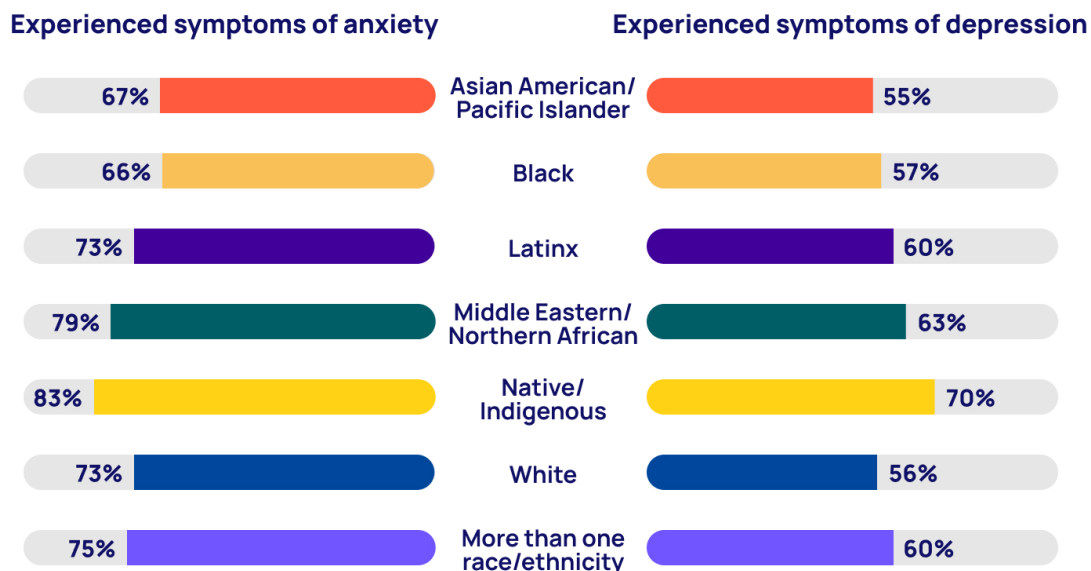 Experienced symptoms of anxiety
Experienced symptoms of depression
67%
Asian American/
Pacific Islander
55%
66%
Black
57%
73%
Latinx
60%
79%
Middle Eastern/
Northern African
63%
83%
Native/
Indigenous
70%
73%
White
56%
75%
More than one
race/ethnicity
60%